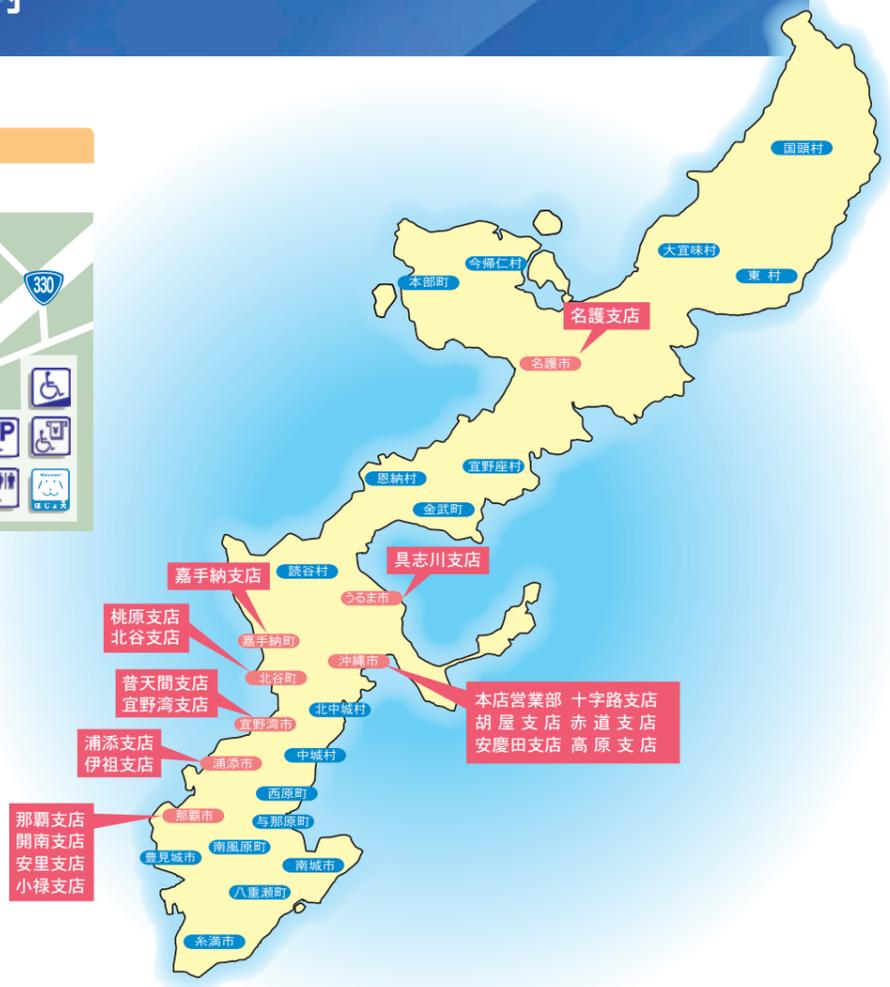 国頭村
大宜味村
東 村
今帰仁村
本部町
330
名護支店
名護市
P
宜野座村
恩納村
金武町
Welcome!
ほじょ犬
具志川支店
読谷村
嘉手納支店
うるま市
桃原支店
北谷支店
嘉手納町
沖縄市
北谷町
普天間支店
宜野湾支店
本店営業部 十字路支店
胡屋支店 赤道支店
安慶田支店 高原支店
北中城村
宜野湾市
浦添支店
伊祖支店
中城村
浦添市
西原町
那覇支店
開南支店
安里支店
小禄支店
那覇市
与那原町
南風原町
豊見城市
南城市
八重瀬町
糸満市